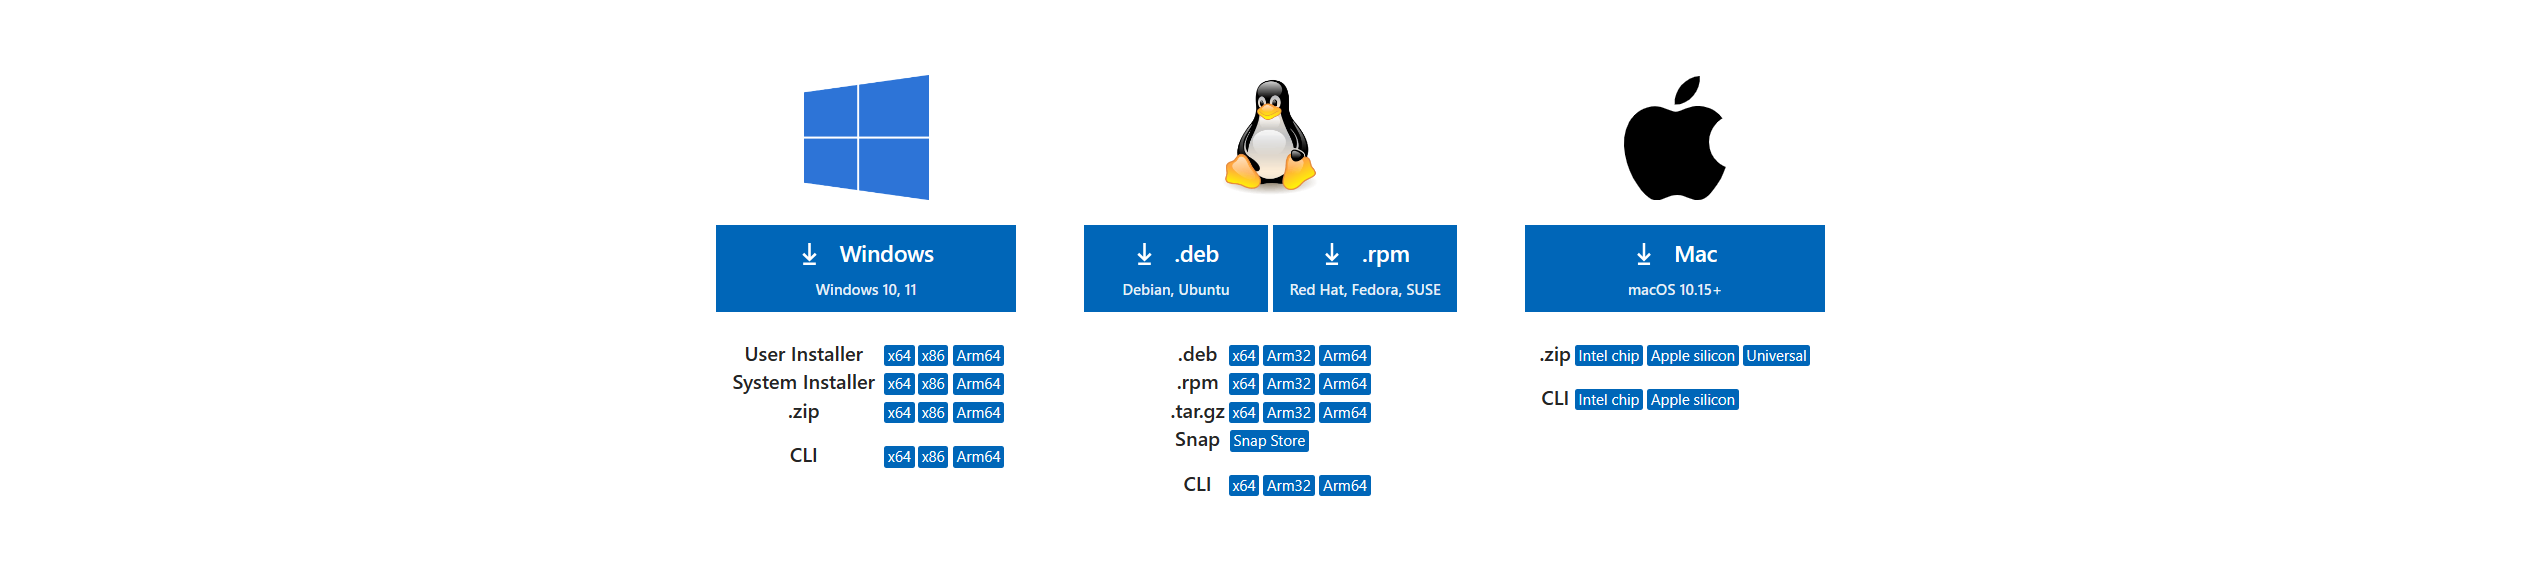 Windows
Windows 10, 11
User Installer x64 x86 Arm64
System Installer x64 x86 Arm64
.zip x64 x86 Arm64
CLI x64 x86 Arm64
.deb
Debian, Ubuntu
.rpm
Red Hat, Fedora, SUSE
.deb x64 Arm32 Arm64
.rpm x64 Arm32 Arm64
.tar.gz x64 Arm32 Arm64
Snap Snap Store
CLI x64 Arm32 Arm64
Mac
macOS 10.15+
.zip Intel chip Apple silicon Universal
CLI Intel chip Apple silicon